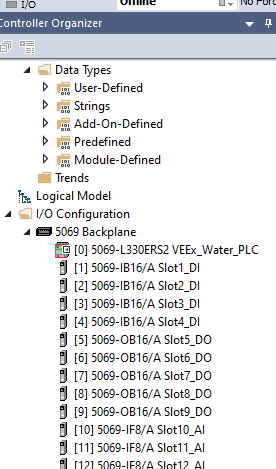 I/O
Online
No Forc
Controller Organizer
Data Types
User-Defined
Strings
Add-On-Defined
Predefined
Module-Defined
Trends
Logical Model
I/O Configuration
5069 Backplane
[0] 5069-L330ERS2 VEEx_Water_PLC
[1] 5069-IB16/A Slot1_DI
[2] 5069-IB16/A Slot2_DI
[3] 5069-IB16/A Slot3_DI
[4] 5069-IB16/A Slot4_DI
[5] 5069-OB16/A Slot5_DO
[6] 5069-OB16/A Slot6_DO
[7] 5069-OB16/A Slot7_DO
[8] 5069-OB16/A Slot8_DO
[9] 5069-OB16/A Slot9_DO
[10] 5069-IF8/A Slot10_AI
[11] 5069-IF8/A Slot11_AI
[12] 5069-IF8/A Slot12_AI